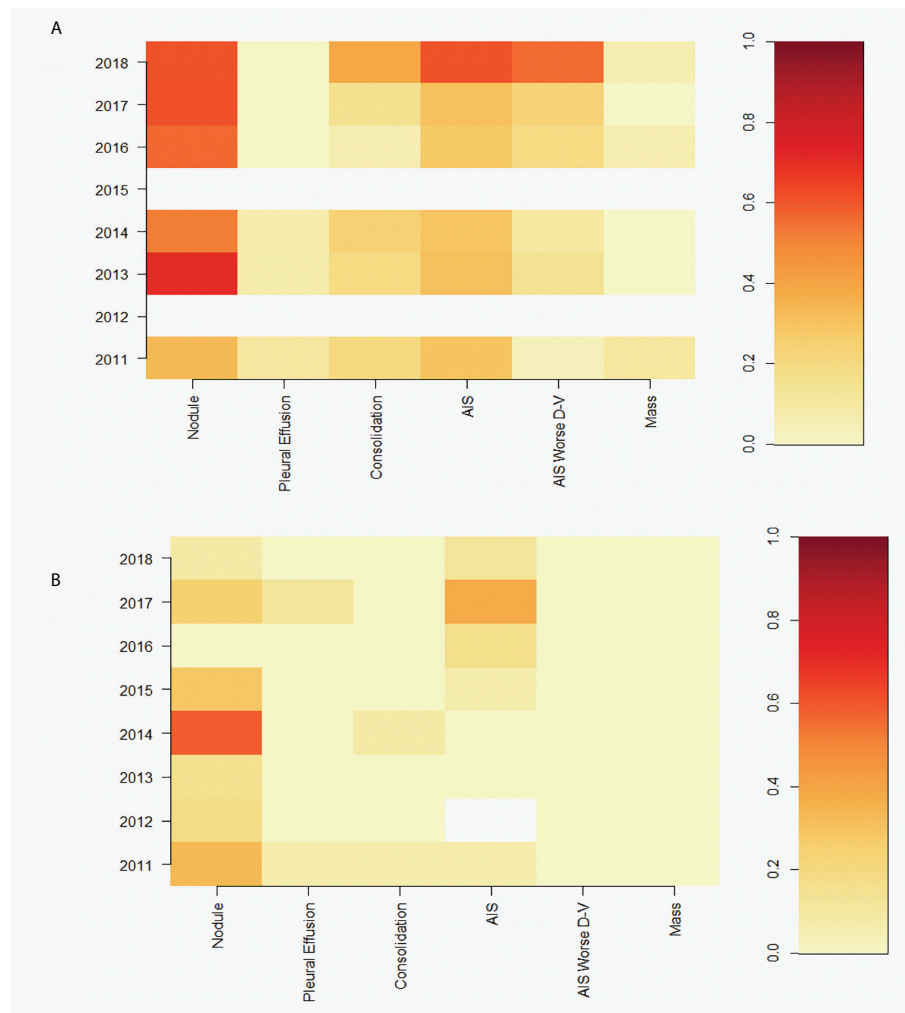 A
2018
2017
2016
2015
2014
2013
2012
2011
Nodule
Pleural Effusion
Consolidation
AIS
AIS Worse D-V
Mass
1.0
0.8
0.6
0.4
0.2
0.0
B
2018
2017
2016
2015
2014
2013
2012
2011
Nodule
Pleural Effusion
Consolidation
AIS
AIS Worse D-V
Mass
1.0
0.8
0.6
0.4
0.2
0.0